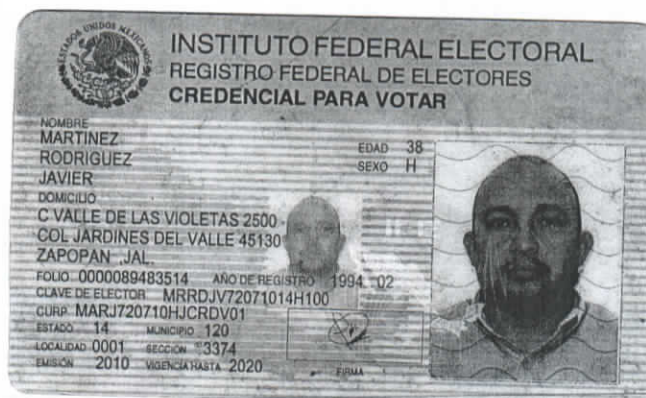 ESTADOS UNIDOS MEXICANOS
INSTITUTO FEDERAL ELECTORAL
REGISTRO FEDERAL DE ELECTORES
CREDENCIAL PARA VOTAR
NOMBRE
MARTINEZ
RODRIGUEZ
JAVIER
EDAD 38
SEXO H
DOMICILIO
C VALLE DE LAS VIOLETAS 2500
COL JARDINES DEL VALLE 45130
ZAPOPAN ,JAL.
FOLIO 0000089483514 AÑO DE REGISTRO 1994 02
CLAVE DE ELECTOR MRRDJV72071014H100
CURP MARJ720710HJCRDV01
ESTADO 14 MUNICIPIO 120
LOCALIDAD 0001 SECCIÓN 3374
EMISIÓN 2010 VIGENCIA HASTA 2020
FIRMA